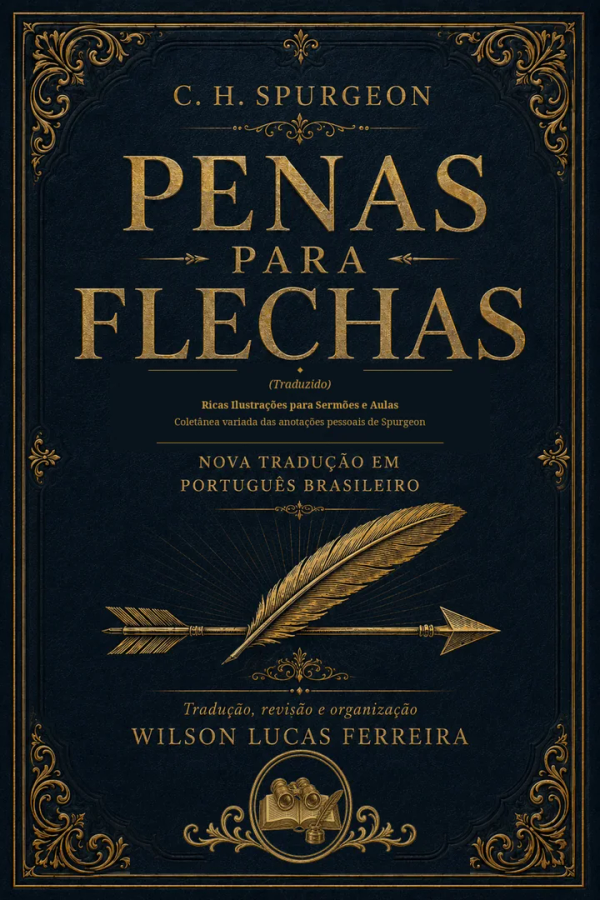 C. H. SPURGEON
PENAS
PARA
FLECHAS
(Traduzido)
Ricas Ilustrações para Sermões e Aulas
Coletânea variada das anotações pessoais de Spurgeon
NOVA TRADUÇÃO EM
PORTUGUÊS BRASILEIRO
Tradução, revisão e organização
WILSON LUCAS FERREIRA